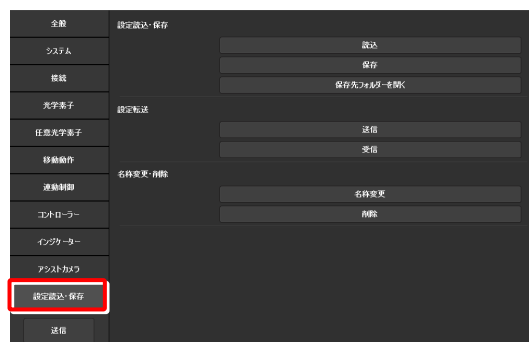 全般
システム
接続
光学素子
任意光学素子
移動動作
連動制御
コントローラー
インジケーター
アシストカメラ
設定読込・保存
送信
設定読込・保存
読込
保存
保存先フォルダーを開く
設定転送
送信
受信
名称変更・削除
名称変更
削除